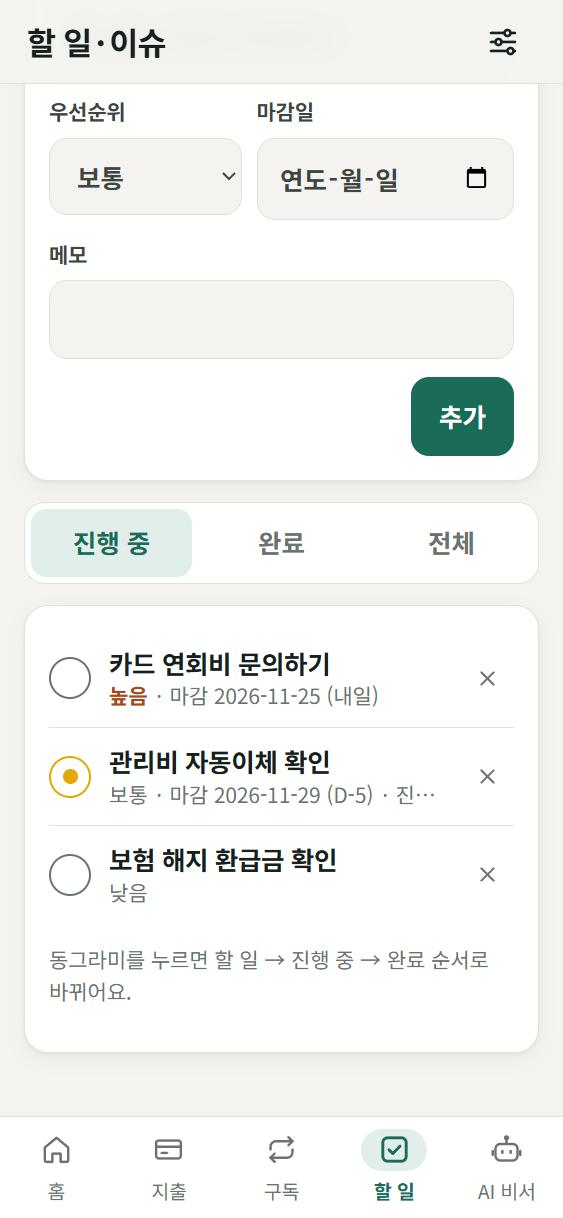 할 일·이슈
우선순위 마감일
보통 연도-월-일
메모
추가
진행 중 완료 전체
카드 연회비 문의하기
높음 · 마감 2026-11-25 (내일)
관리비 자동이체 확인
보통 · 마감 2026-11-29 (D-5) · 진…
보험 해지 환급금 확인
낮음
동그라미를 누르면 할 일 → 진행 중 → 완료 순서로
바뀌어요.
홈 지출 구독 할 일 AI 비서